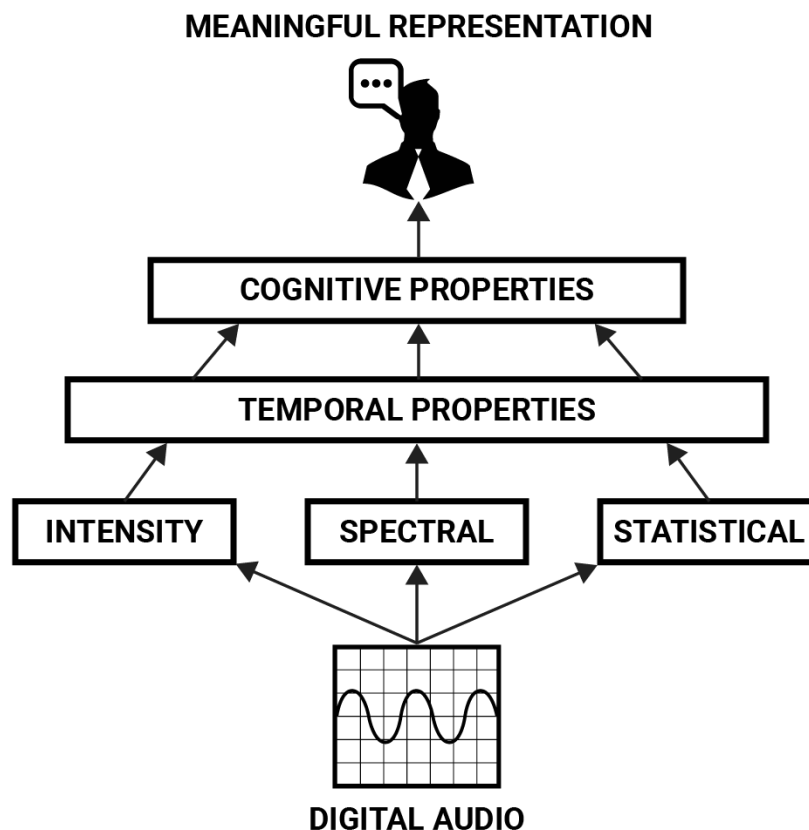 MEANINGFUL REPRESENTATION
COGNITIVE PROPERTIES
TEMPORAL PROPERTIES
INTENSITY
SPECTRAL
STATISTICAL
DIGITAL AUDIO